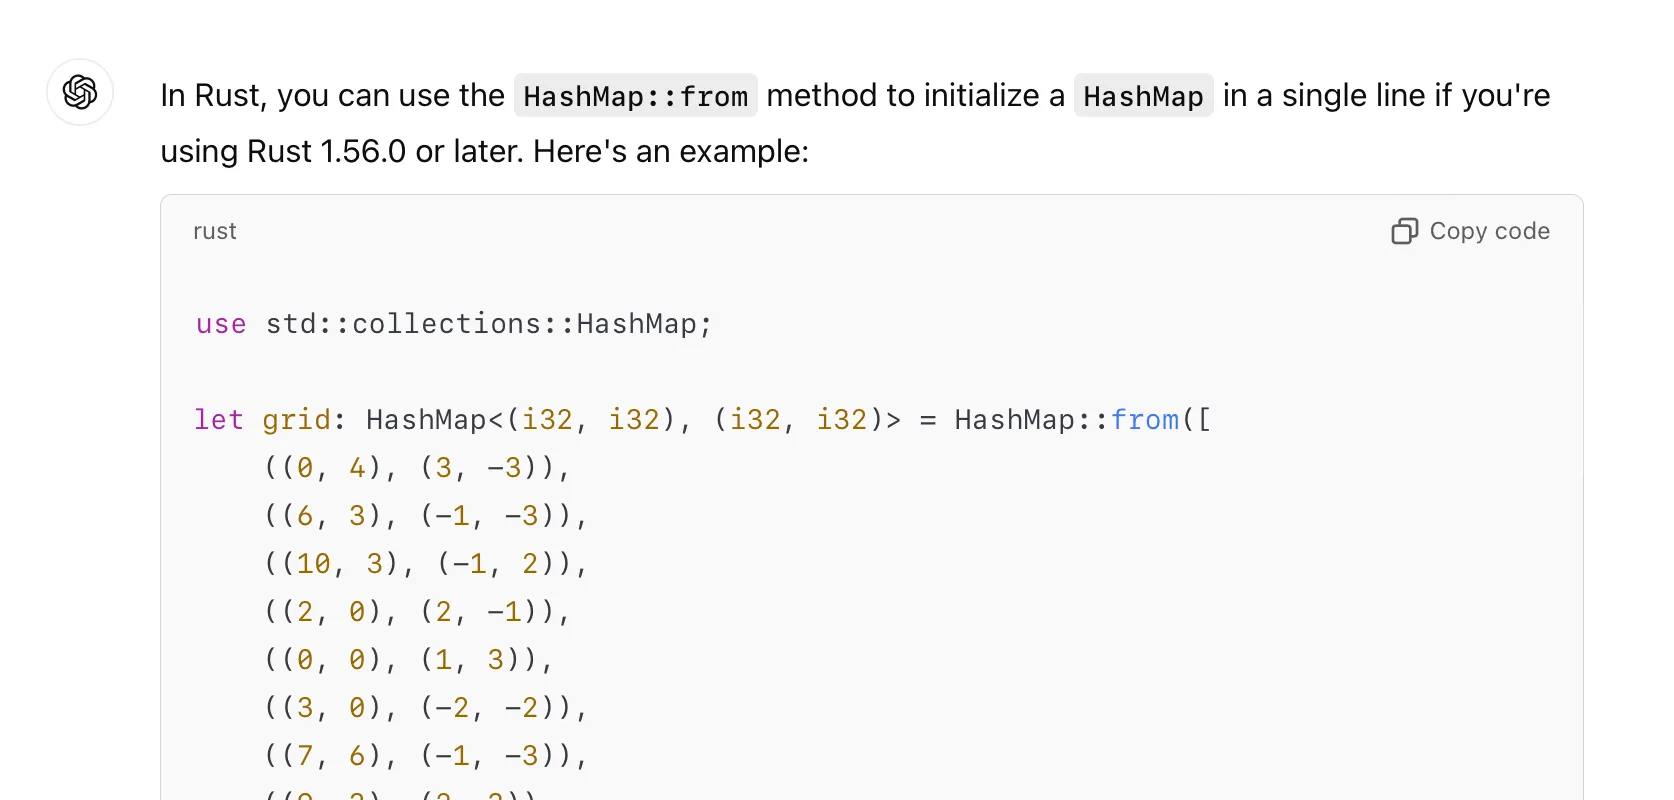 In Rust, you can use the HashMap::from method to initialize a HashMap in a single line if you're
using Rust 1.56.0 or later. Here's an example:
rust
Copy code
use std::collections::HashMap;
let grid: HashMap<(i32, i32), (i32, i32)> = HashMap::from([
((0, 4), (3, -3)),
((6, 3), (-1, -3)),
((10, 3), (-1, 2)),
((2, 0), (2, -1)),
((0, 0), (1, 3)),
((3, 0), (-2, -2)),
((7, 6), (-1, -3)),